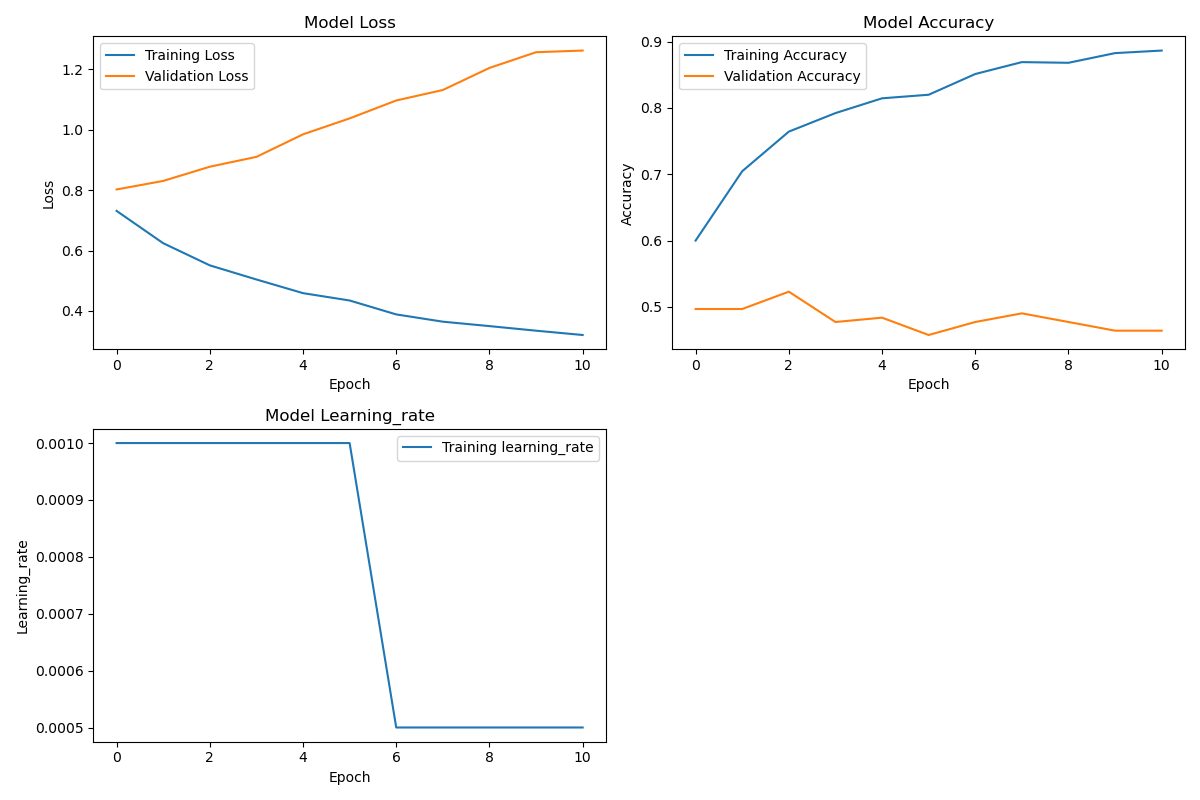 Model Loss
Training Loss
Validation Loss
1.2
1.0
0.8
0.6
0.4
Loss
0 2 4 6 8 10
Epoch
Model Accuracy
Training Accuracy
Validation Accuracy
0.9
0.8
0.7
0.6
0.5
Accuracy
0 2 4 6 8 10
Epoch
Model Learning_rate
Training learning_rate
0.0010
0.0009
0.0008
0.0007
0.0006
0.0005
Learning_rate
0 2 4 6 8 10
Epoch